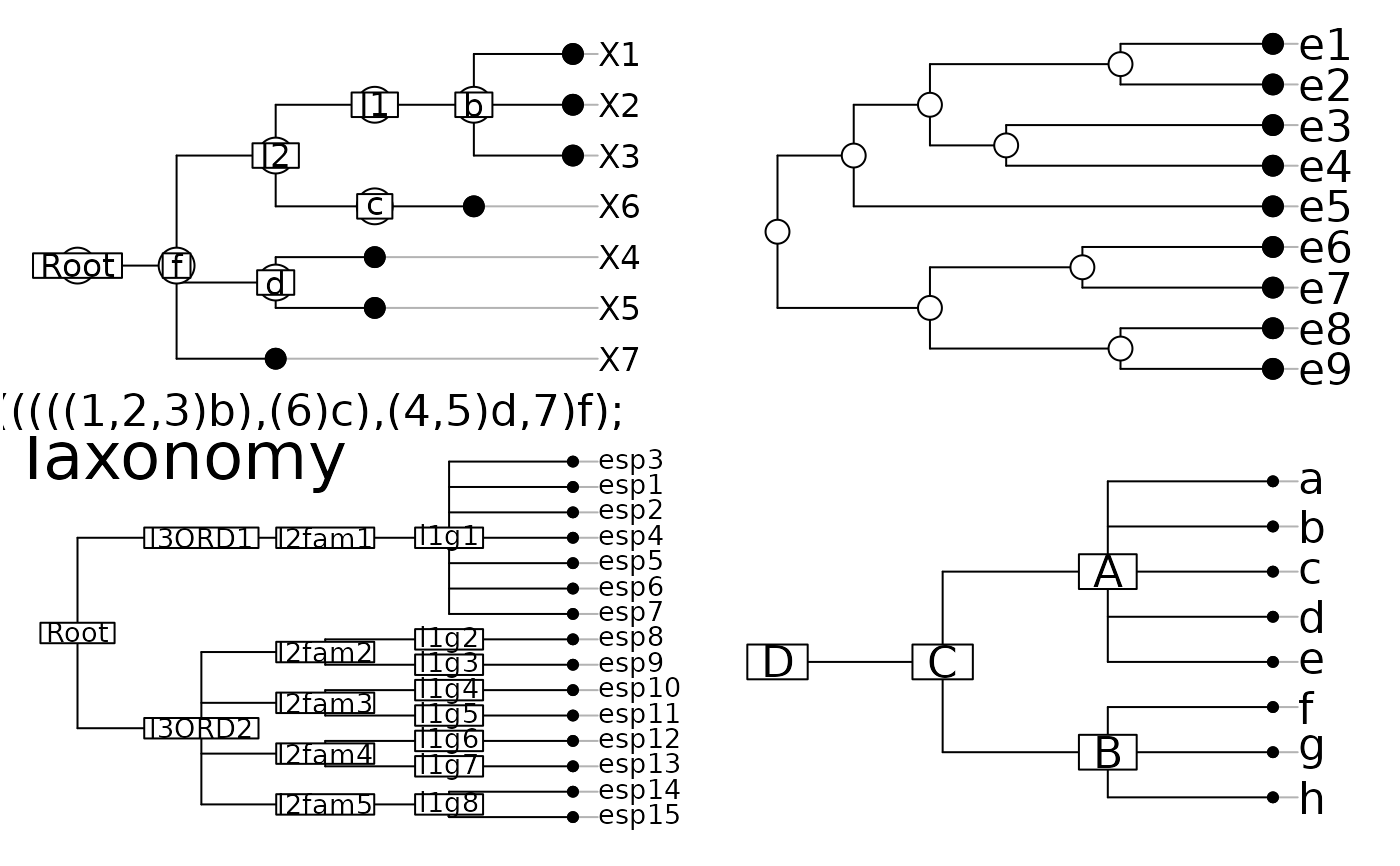 X1
X2
X3
X6
X4
X5
X7
I1
b
I2
c
Root
f
d
(((((1,2,3)b),(6)c),(4,5)d,7)f);
e1
e2
e3
e4
e5
e6
e7
e8
e9
Taxonomy
esp3
esp1
esp2
esp4
esp5
esp6
esp7
esp8
esp9
esp10
esp11
esp12
esp13
esp14
esp15
l3ORD1
l2fam1
l1g1
Root
l3ORD2
l2fam2
l2fam3
l2fam4
l2fam5
l1g2
l1g3
l1g4
l1g5
l1g6
l1g7
l1g8
a
b
c
d
e
f
g
h
A
D
C
B